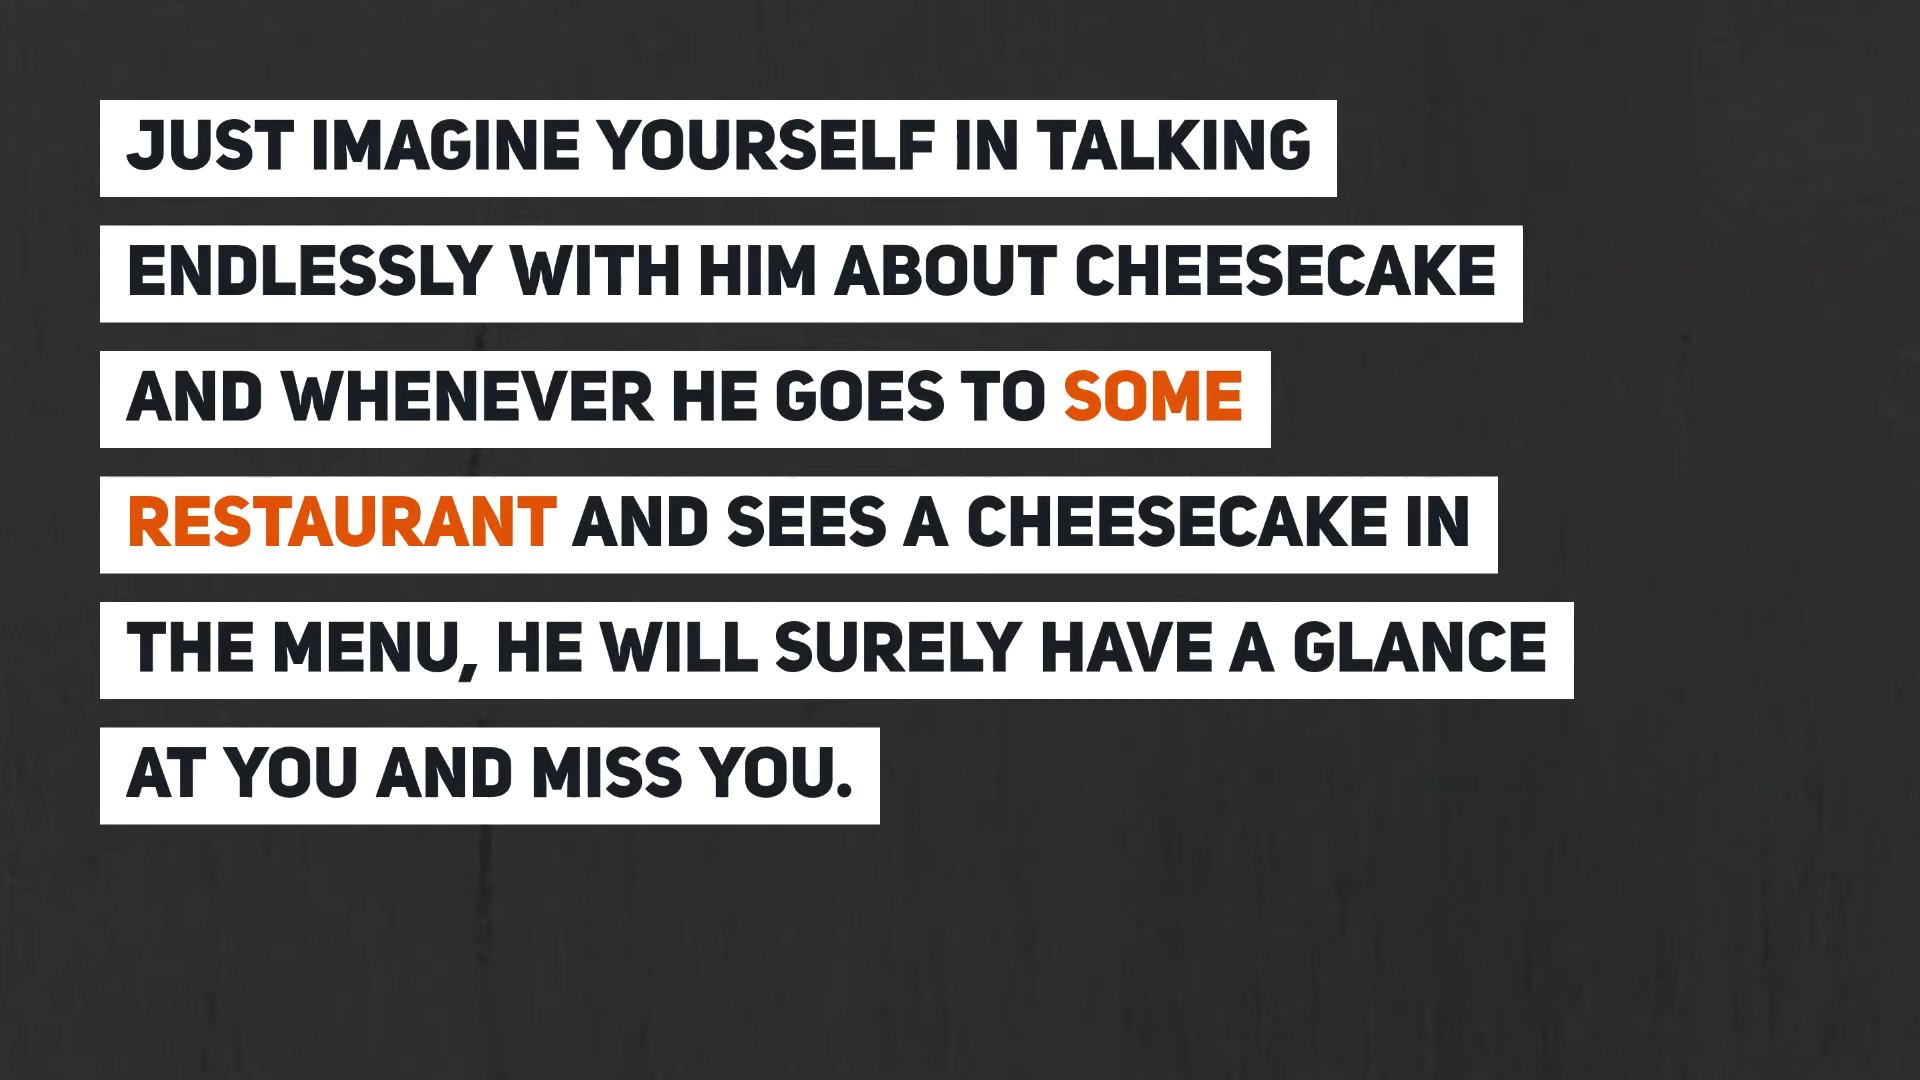 JUST IMAGINE YOURSELF IN TALKING
ENDLESSLY WITH HIM ABOUT CHEESECAKE
AND WHENEVER HE GOES TO SOME
RESTAURANT AND SEES A CHEESECAKE IN
THE MENU, HE WILL SURELY HAVE A GLANCE
AT YOU AND MISS YOU.